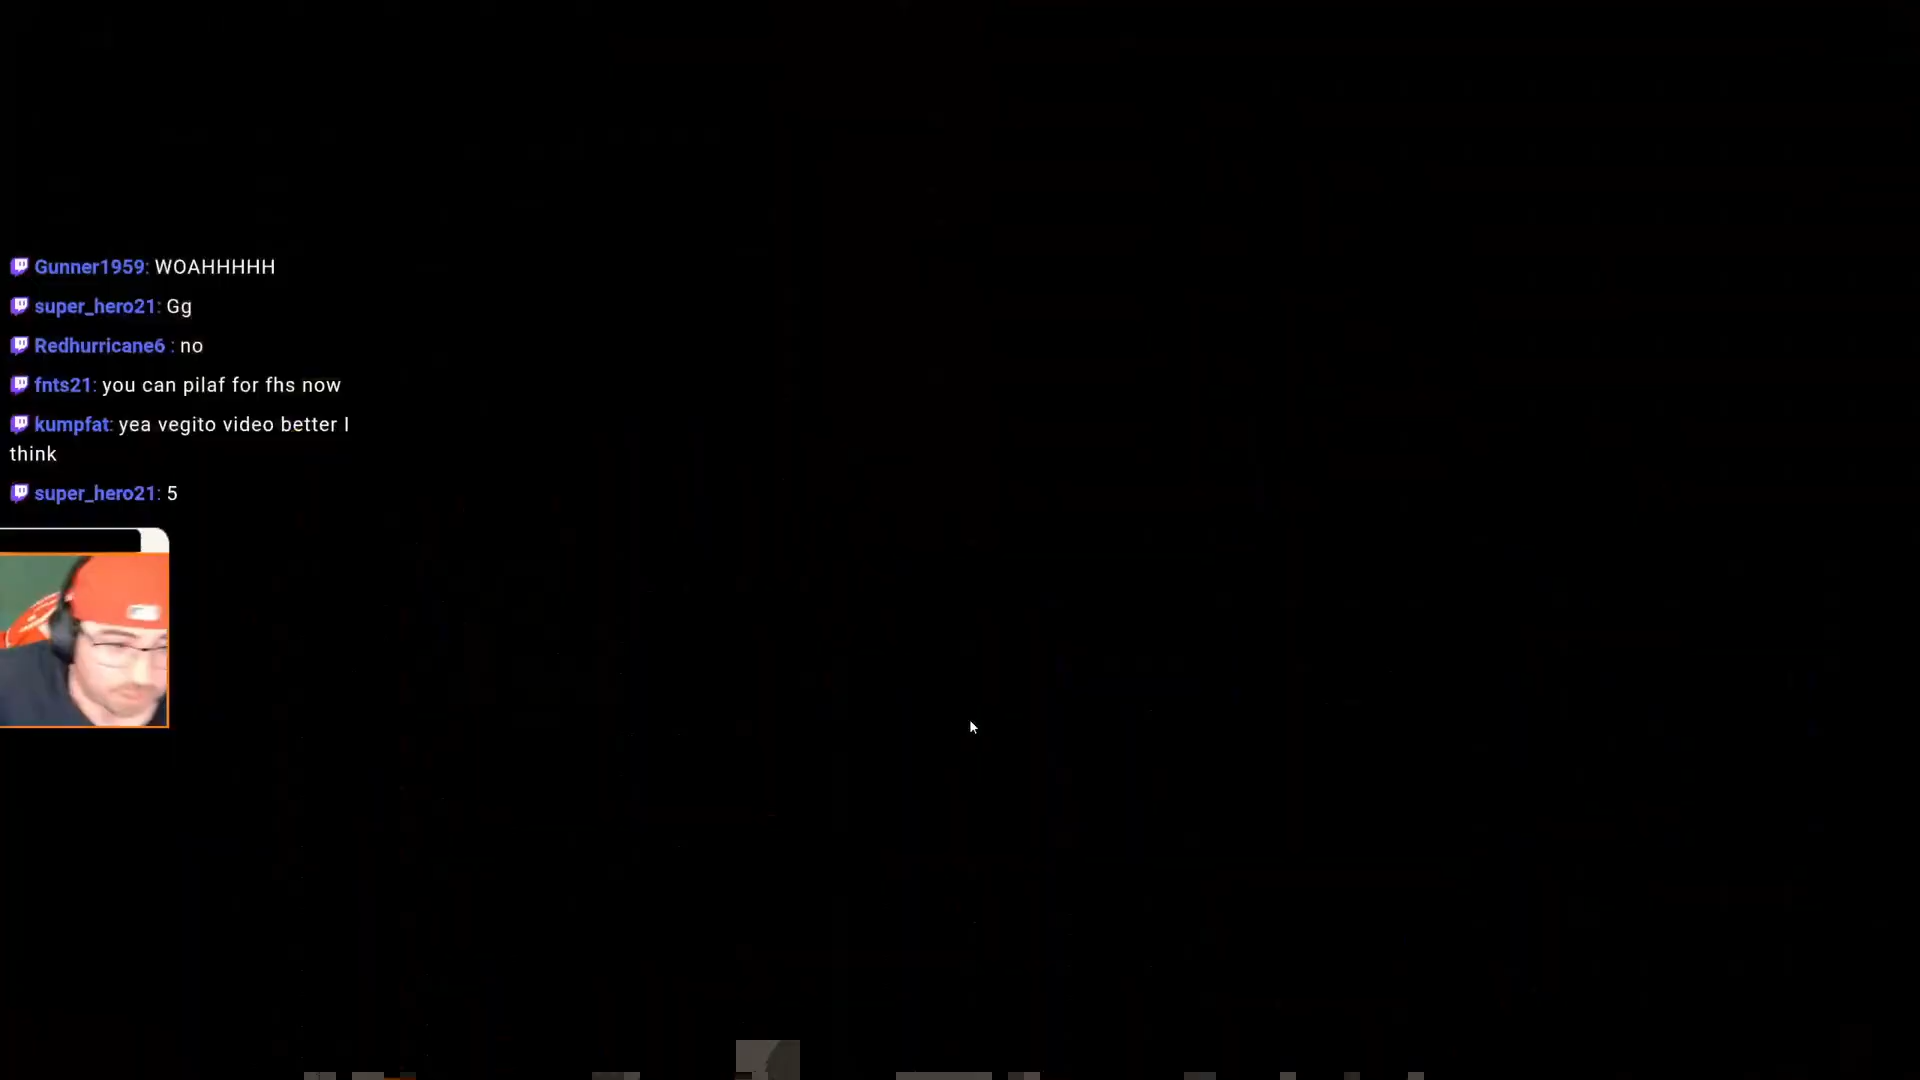 Gunner1959: WOAHHHHH
super_hero21: Gg
Redhurricane6 : no
fnts21: you can pilaf for fhs now
kumpfat: yea vegito video better I
think
super_hero21: 5